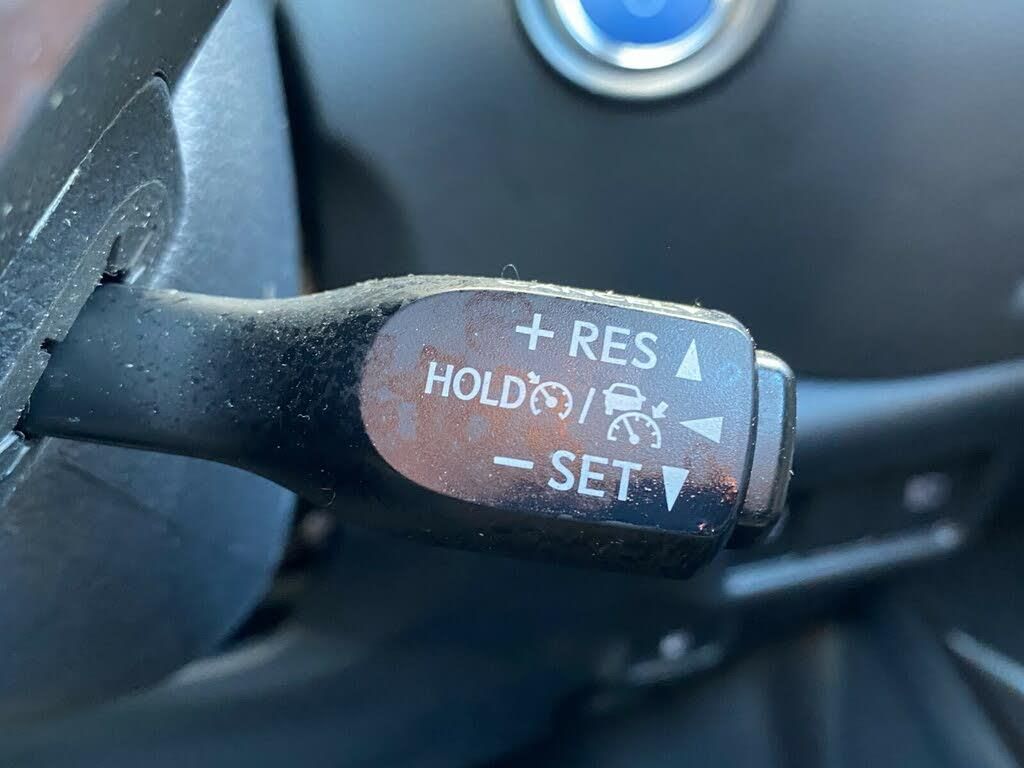 + RES ▲
HOLD / ◀
- SET ▼